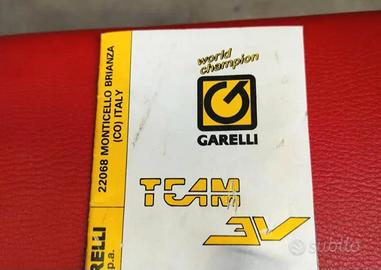 world
champion
GARELLI
TEAM
3V
22068 MONTICELLO BRIANZA
(CO) ITALY
RELLI
.p.a.
subito